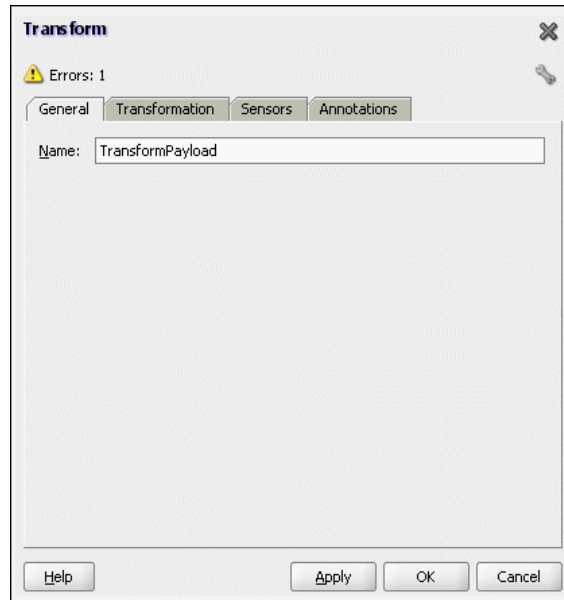 Transform
Errors: 1
General Transformation Sensors Annotations
Name: TransformPayload
Help Apply OK Cancel